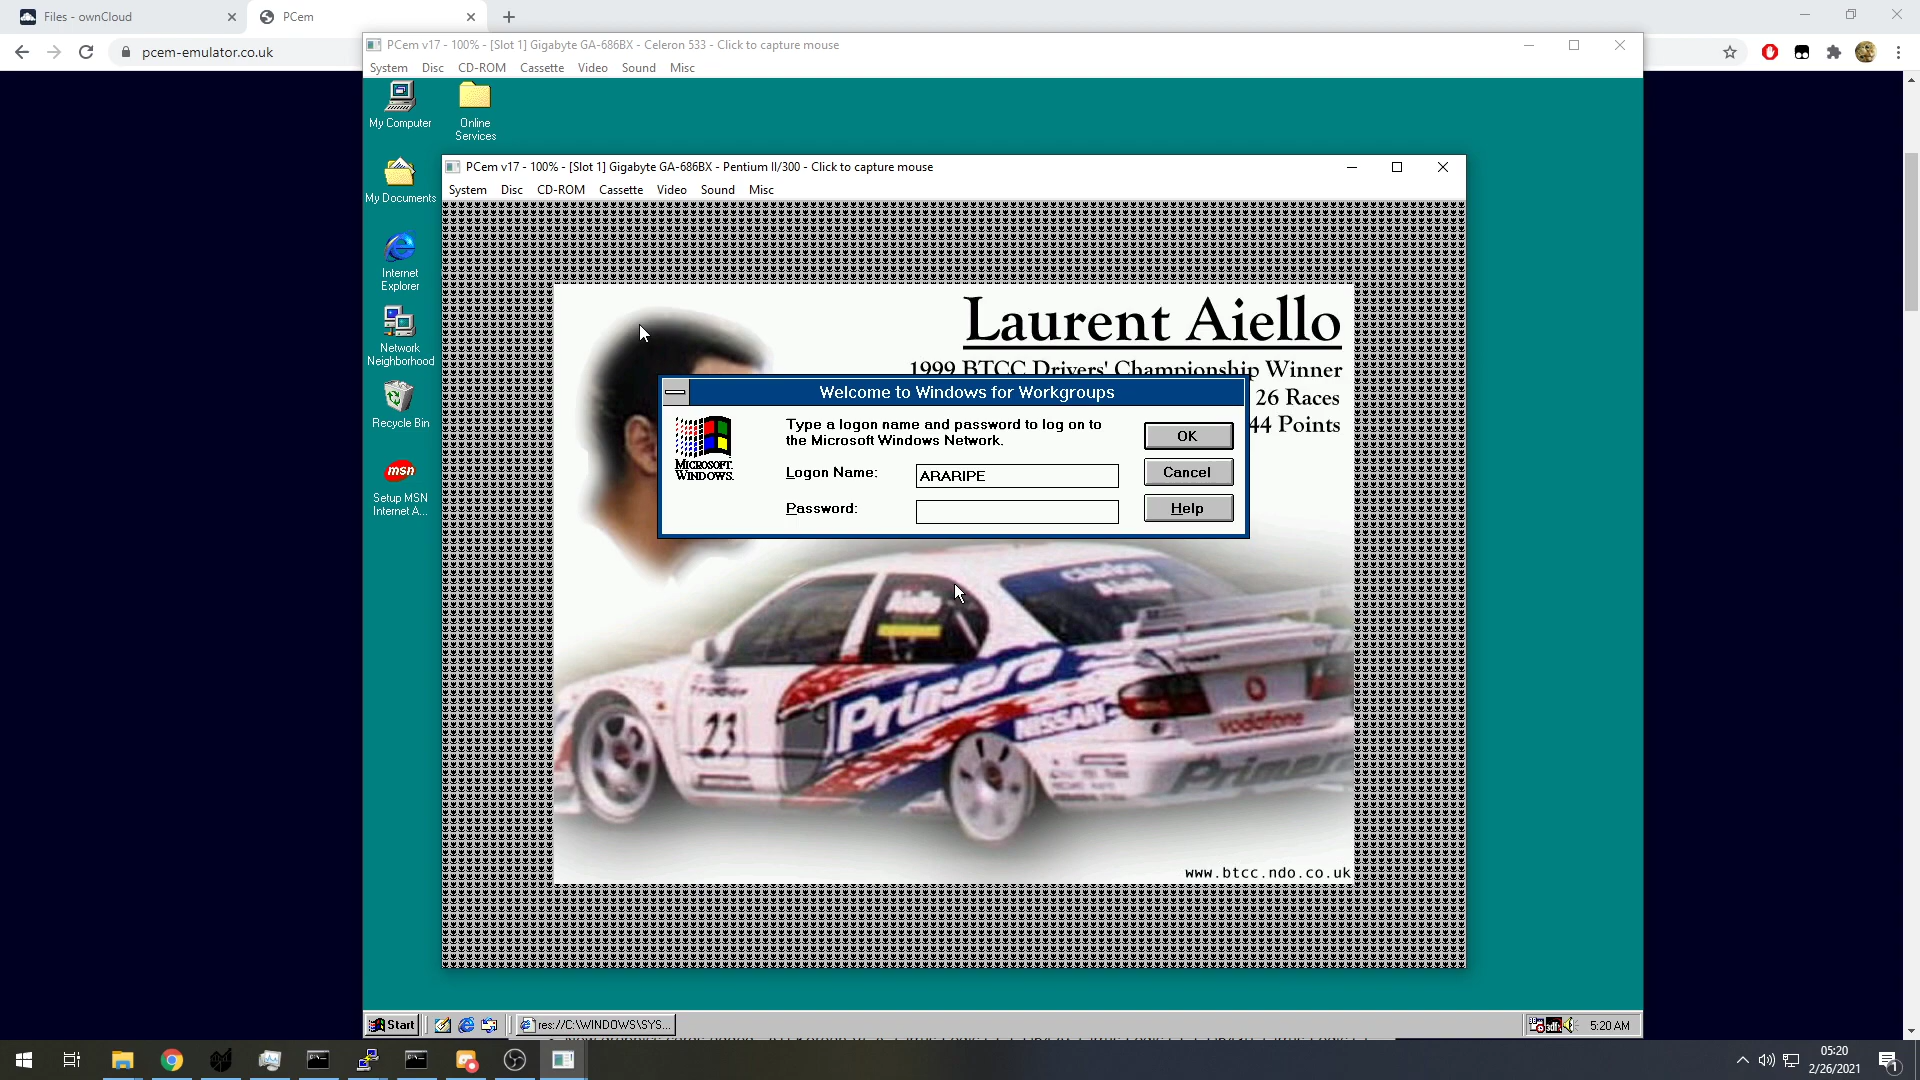 Files - ownCloud
PCem
pcem-emulator.co.uk
PCem v17 - 100% - [Slot 1] Gigabyte GA-686BX - Celeron 533 - Click to capture mouse
System Disc CD-ROM Cassette Video Sound Misc
My Computer
Online
Services
My Documents
Internet
Explorer
Network
Neighborhood
Recycle Bin
msn
Setup MSN
Internet A...
PCem v17 - 100% - [Slot 1] Gigabyte GA-686BX - Pentium II/300 - Click to capture mouse
System Disc CD-ROM Cassette Video Sound Misc
Laurent Aiello
1999 BTCC Drivers' Championship Winner
26 Races
44 Points
Welcome to Windows for Workgroups
Type a logon name and password to log on to
the Microsoft Windows Network.
MICROSOFT.
WINDOWS.
Logon Name:
ARARIPE
Password:
OK
Cancel
Help
Aiello
23
Primera
NISSAN
vodafone
Primera
www.btcc.ndo.co.uk
Start
res://C:\WINDOWS\SYS...
5:20 AM
05:20
2/26/2021
1